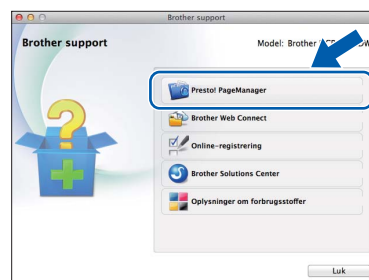 Brother support
Brother support
Model: Brother
Presto! PageManager
Brother Web Connect
Online-registrering
Brother Solutions Center
Oplysninger om forbrugsstoffer
Luk